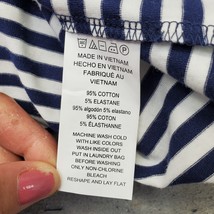 MADE IN VIETNAM
HECHO EN VIETNAM
FABRIQUÉ AU
VIETNAM
95% COTTON
5% ELASTANE
95% algodón 5% elastano
95% COTON
5% ÉLASTHANNE
MACHINE WASH COLD
WITH LIKE COLORS
WASH INSIDE OUT
PUT IN LAUNDRY BAG
BEFORE WASHING
ONLY NON-CHLORINE
BLEACH
RESHAPE AND LAY FLAT